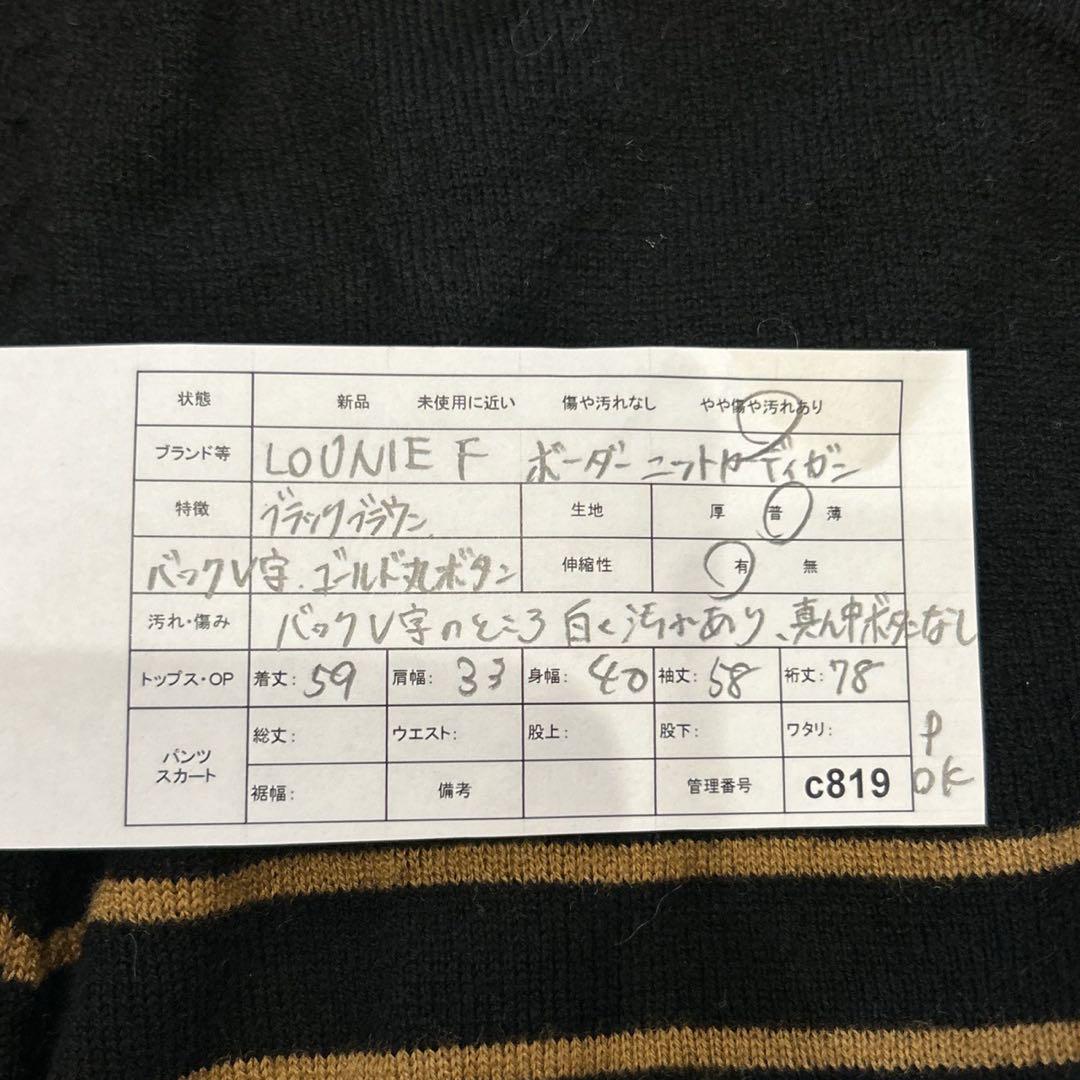 状態 新品 未使用に近い 傷や汚れなし やや傷や汚れあり
ブランド等 LOUNIE F ボーダーニットカーディガン
特徴 ブラックブラウン 生地 厚 普 薄
バックV字、ゴールド丸ボタン 伸縮性 有 無
汚れ・傷み バックV字のところ白く汚れあり、真ん中ボタンなし
トップス・OP 着丈: 59 肩幅: 33 身幅: 40 袖丈: 58 裄丈: 78
パンツ スカート 総丈: ウエスト: 股上: 股下: ワタリ: P
裾幅: 備考 管理番号 c819 OK